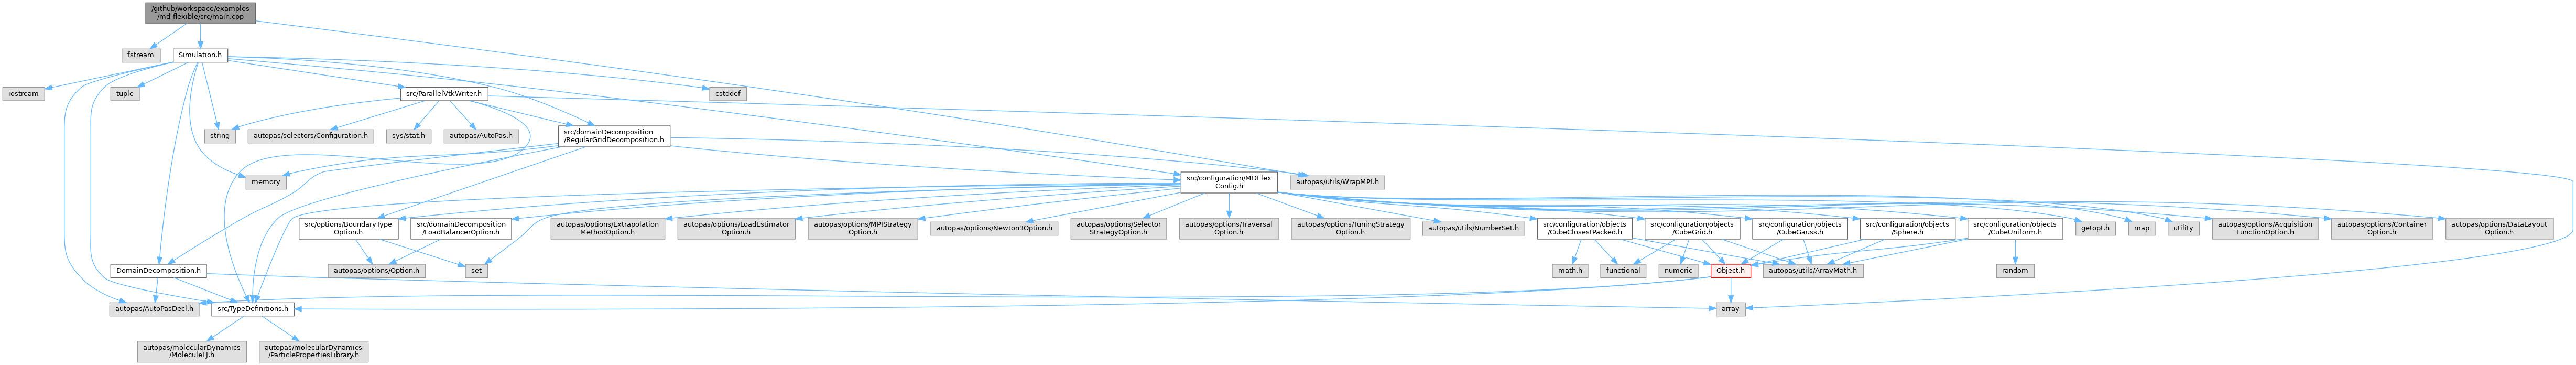 /github/workspace/examples
/md-flexible/src/main.cpp
fstream
Simulation.h
iostream
tuple
src/ParallelVtkWriter.h
cstddef
string
autopas/selectors/Configuration.h
sys/stat.h
autopas/AutoPas.h
src/domainDecomposition
/RegularGridDecomposition.h
memory
src/configuration/MDFlex
Config.h
autopas/utils/WrapMPI.h
src/options/BoundaryType
Option.h
src/domainDecomposition
/LoadBalancerOption.h
autopas/options/Extrapolation
MethodOption.h
autopas/options/LoadEstimator
Option.h
autopas/options/MPIStrategy
Option.h
autopas/options/Newton3Option.h
autopas/options/Selector
StrategyOption.h
autopas/options/Traversal
Option.h
autopas/options/TuningStrategy
Option.h
autopas/utils/NumberSet.h
src/configuration/objects
/CubeClosestPacked.h
src/configuration/objects
/CubeGrid.h
src/configuration/objects
/CubeGauss.h
src/configuration/objects
/Sphere.h
src/configuration/objects
/CubeUniform.h
getopt.h
map
utility
autopas/options/Acquisition
FunctionOption.h
autopas/options/Container
Option.h
autopas/options/DataLayout
Option.h
DomainDecomposition.h
autopas/options/Option.h
set
math.h
functional
numeric
Object.h
autopas/utils/ArrayMath.h
random
autopas/AutoPasDecl.h
src/TypeDefinitions.h
array
autopas/molecularDynamics
/MoleculeLJ.h
autopas/molecularDynamics
/ParticlePropertiesLibrary.h